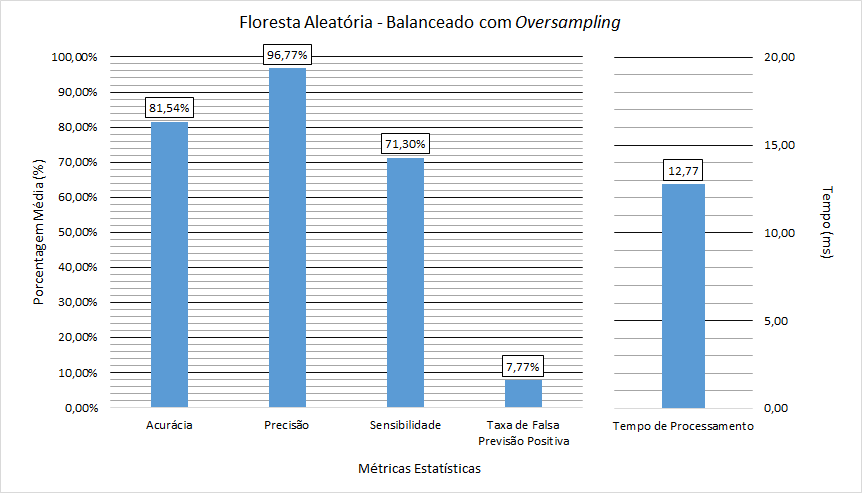 Floresta Aleatória - Balanceado com Oversampling
Porcentagem Média (%)
100,00%
90,00%
80,00%
70,00%
60,00%
50,00%
40,00%
30,00%
20,00%
10,00%
0,00%
81,54%
96,77%
71,30%
7,77%
12,77
Acurácia
Precisão
Sensibilidade
Taxa de Falsa
Previsão Positiva
Tempo de Processamento
20,00
15,00
10,00
5,00
0,00
Tempo (ms)
Métricas Estatísticas